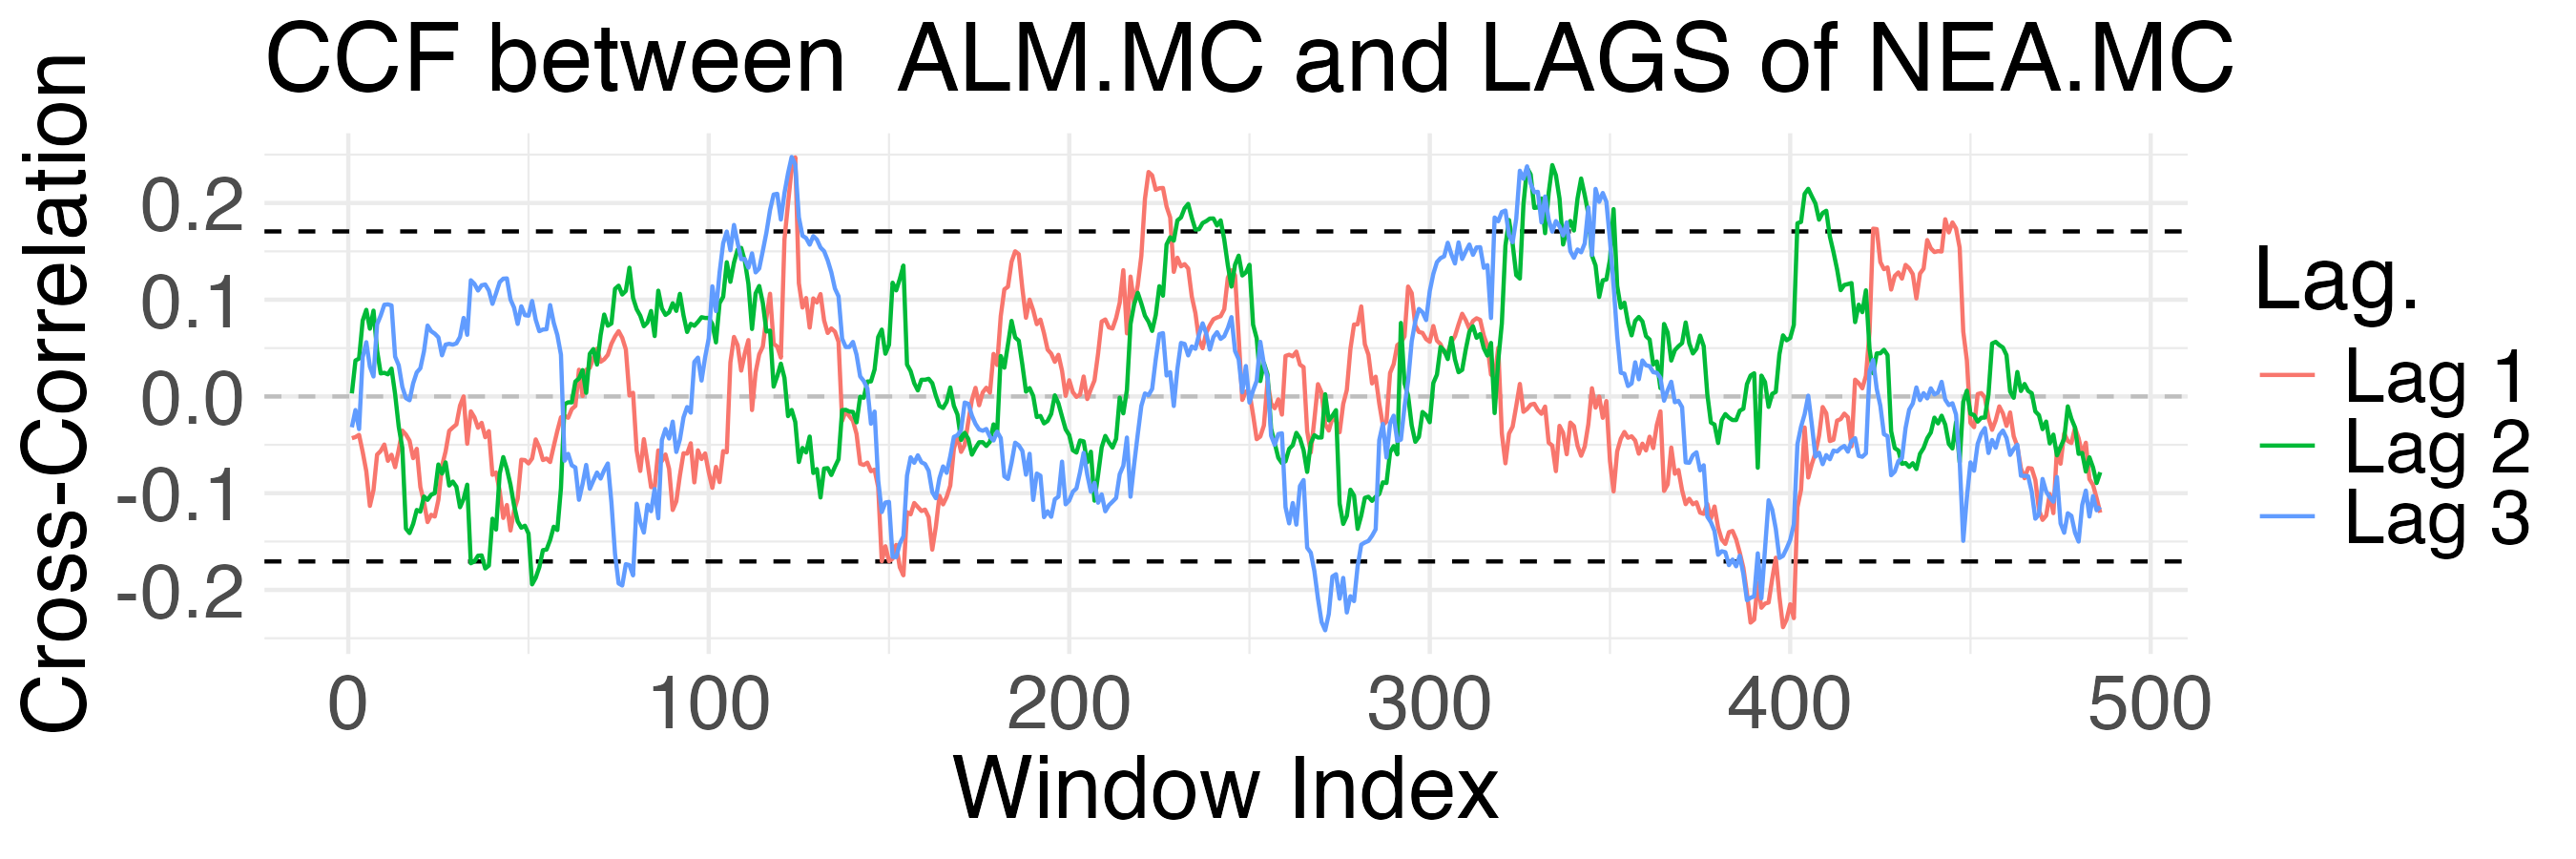 CCF between  ALM.MC and LAGS of NEA.MC
Cross-Correlation
0.2
0.1
0.0
-0.1
-0.2
0 100 200 300 400 500
Window Index
Lag.
Lag 1
Lag 2
Lag 3